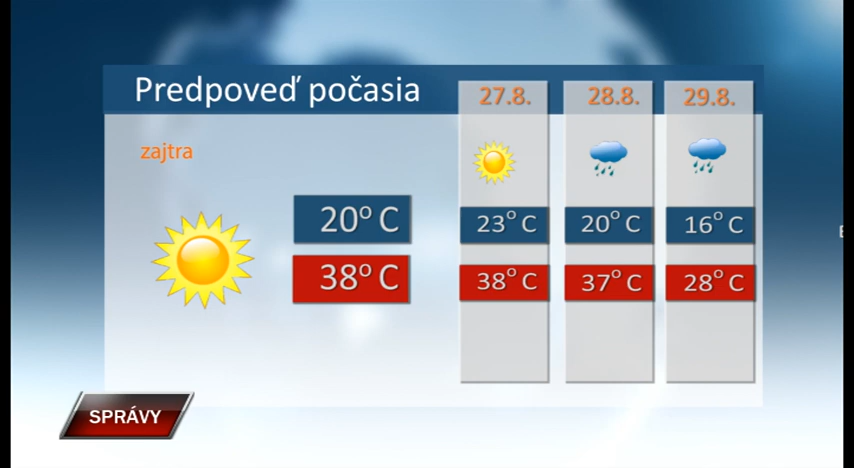 Predpoveď počasia
zajtra
20° C
38° C
27.8.
23° C
38° C
28.8.
20° C
37° C
29.8.
16° C
28° C
SPRÁVY